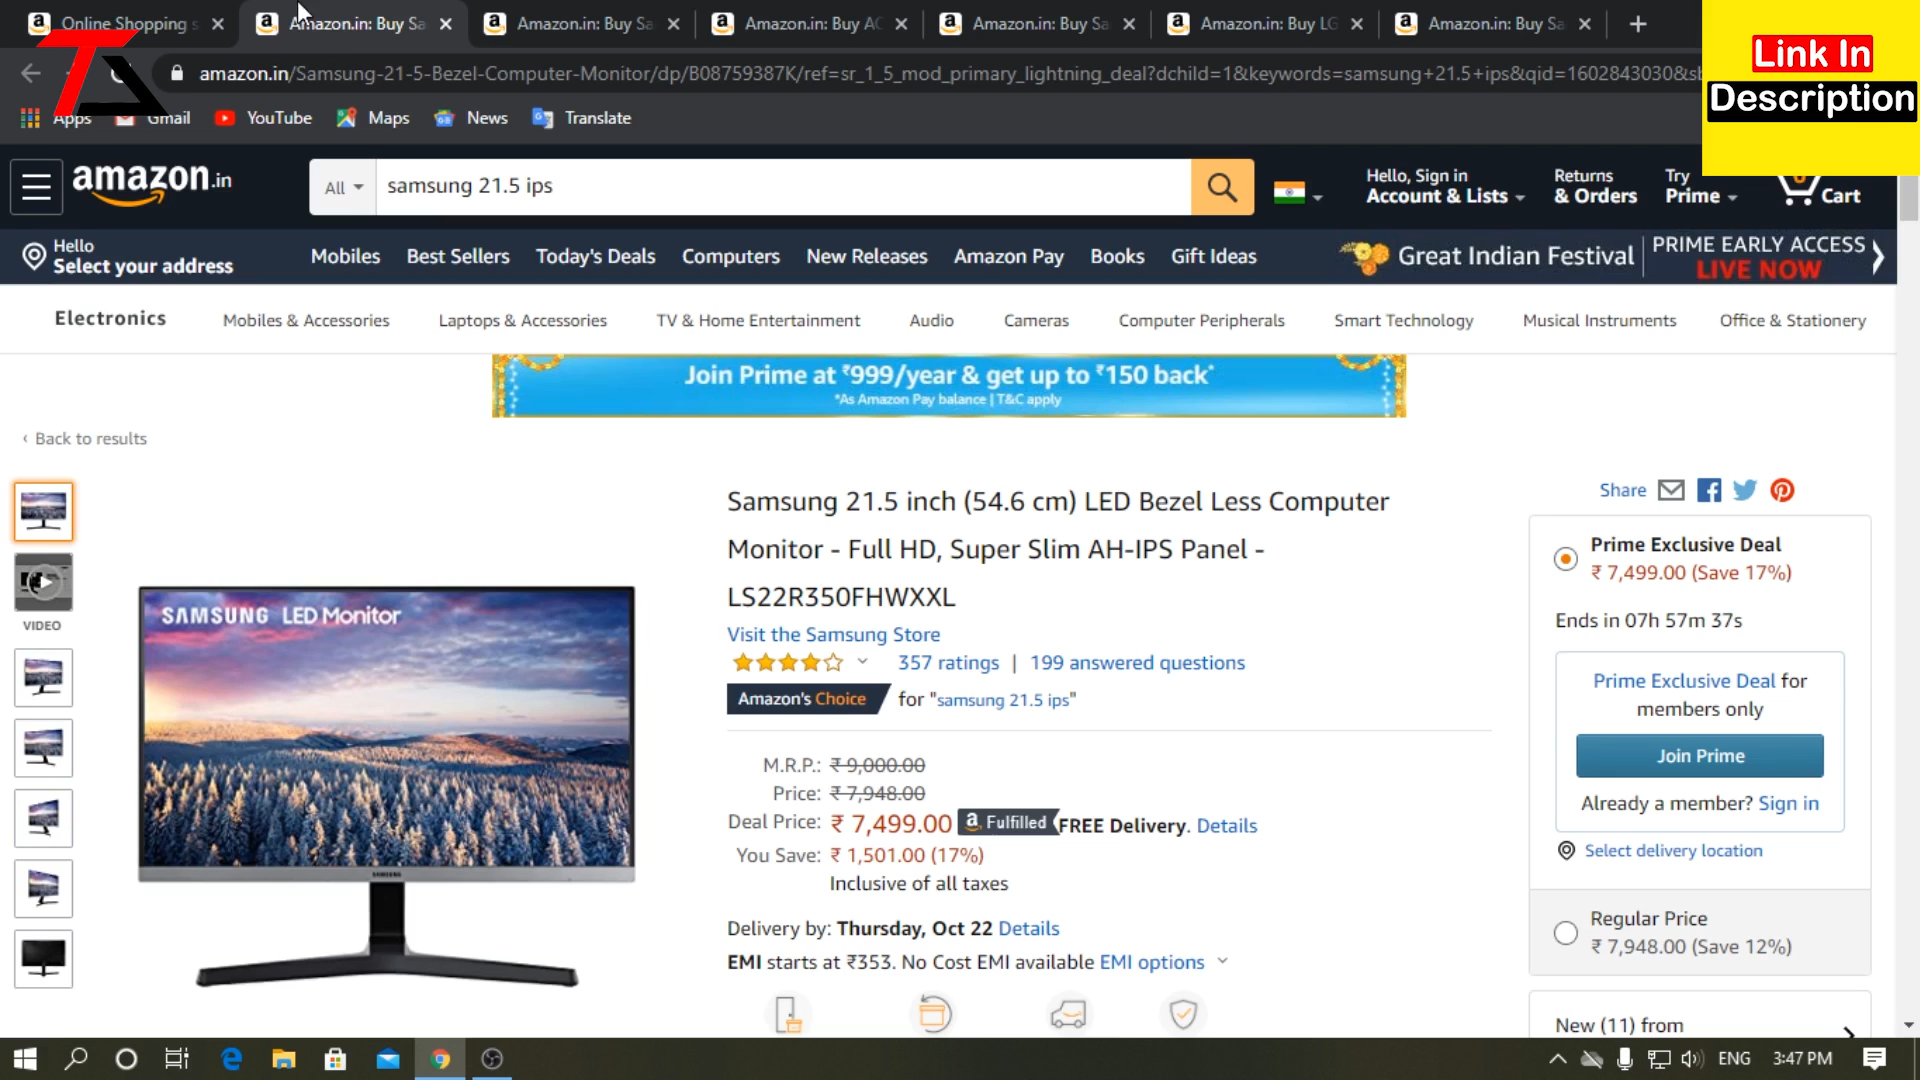 Online Shopping s
Amazon.in: Buy Sa
Amazon.in: Buy Sa
Amazon.in: Buy AC
Amazon.in: Buy Sa
Amazon.in: Buy LG
Amazon.in: Buy Sa
Link In
Description
amazon.in/Samsung-21-5-Bezel-Computer-Monitor/dp/B08759387K/ref=sr_1_5_mod_primary_lightning_deal?dchild=1&keywords=samsung+21.5+ips&qid=1602843030&s
Apps
Gmail
YouTube
Maps
News
Translate
amazon.in
All
samsung 21.5 ips
Hello, Sign in
Account & Lists
Returns
& Orders
Try
Prime
Cart
Hello
Select your address
Mobiles
Best Sellers
Today's Deals
Computers
New Releases
Amazon Pay
Books
Gift Ideas
Great Indian Festival
PRIME EARLY ACCESS
LIVE NOW
Electronics
Mobiles & Accessories
Laptops & Accessories
TV & Home Entertainment
Audio
Cameras
Computer Peripherals
Smart Technology
Musical Instruments
Office & Stationery
Join Prime at ₹999/year & get up to ₹150 back*
*As Amazon Pay balance | T&C apply
‹ Back to results
VIDEO
SAMSUNG LED Monitor
SAMSUNG
Samsung 21.5 inch (54.6 cm) LED Bezel Less Computer
Monitor - Full HD, Super Slim AH-IPS Panel -
LS22R350FHWXXL
Visit the Samsung Store
357 ratings | 199 answered questions
Amazon's Choice for "samsung 21.5 ips"
M.R.P.: ₹ 9,000.00
Price: ₹ 7,948.00
Deal Price: ₹ 7,499.00 Fulfilled FREE Delivery. Details
You Save: ₹ 1,501.00 (17%)
Inclusive of all taxes
Delivery by: Thursday, Oct 22 Details
EMI starts at ₹353. No Cost EMI available EMI options
Share
Prime Exclusive Deal
₹ 7,499.00 (Save 17%)
Ends in 07h 57m 37s
Prime Exclusive Deal for
members only
Join Prime
Already a member? Sign in
Select delivery location
Regular Price
₹ 7,948.00 (Save 12%)
New (11) from
ENG
3:47 PM